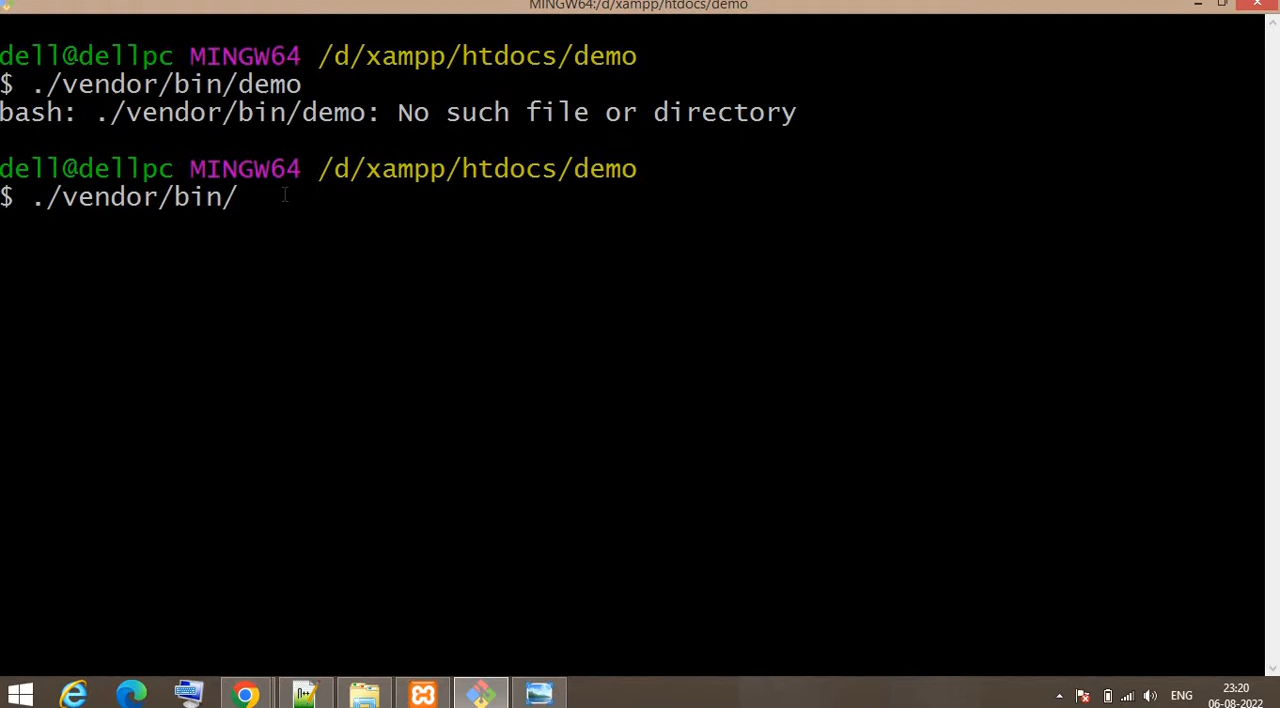 MINGW64:/d/xampp/htdocs/demo
dell@dellpc MINGW64 /d/xampp/htdocs/demo
$ ./vendor/bin/demo
bash: ./vendor/bin/demo: No such file or directory
dell@dellpc MINGW64 /d/xampp/htdocs/demo
$ ./vendor/bin/
ENG
23:20
06-08-2022